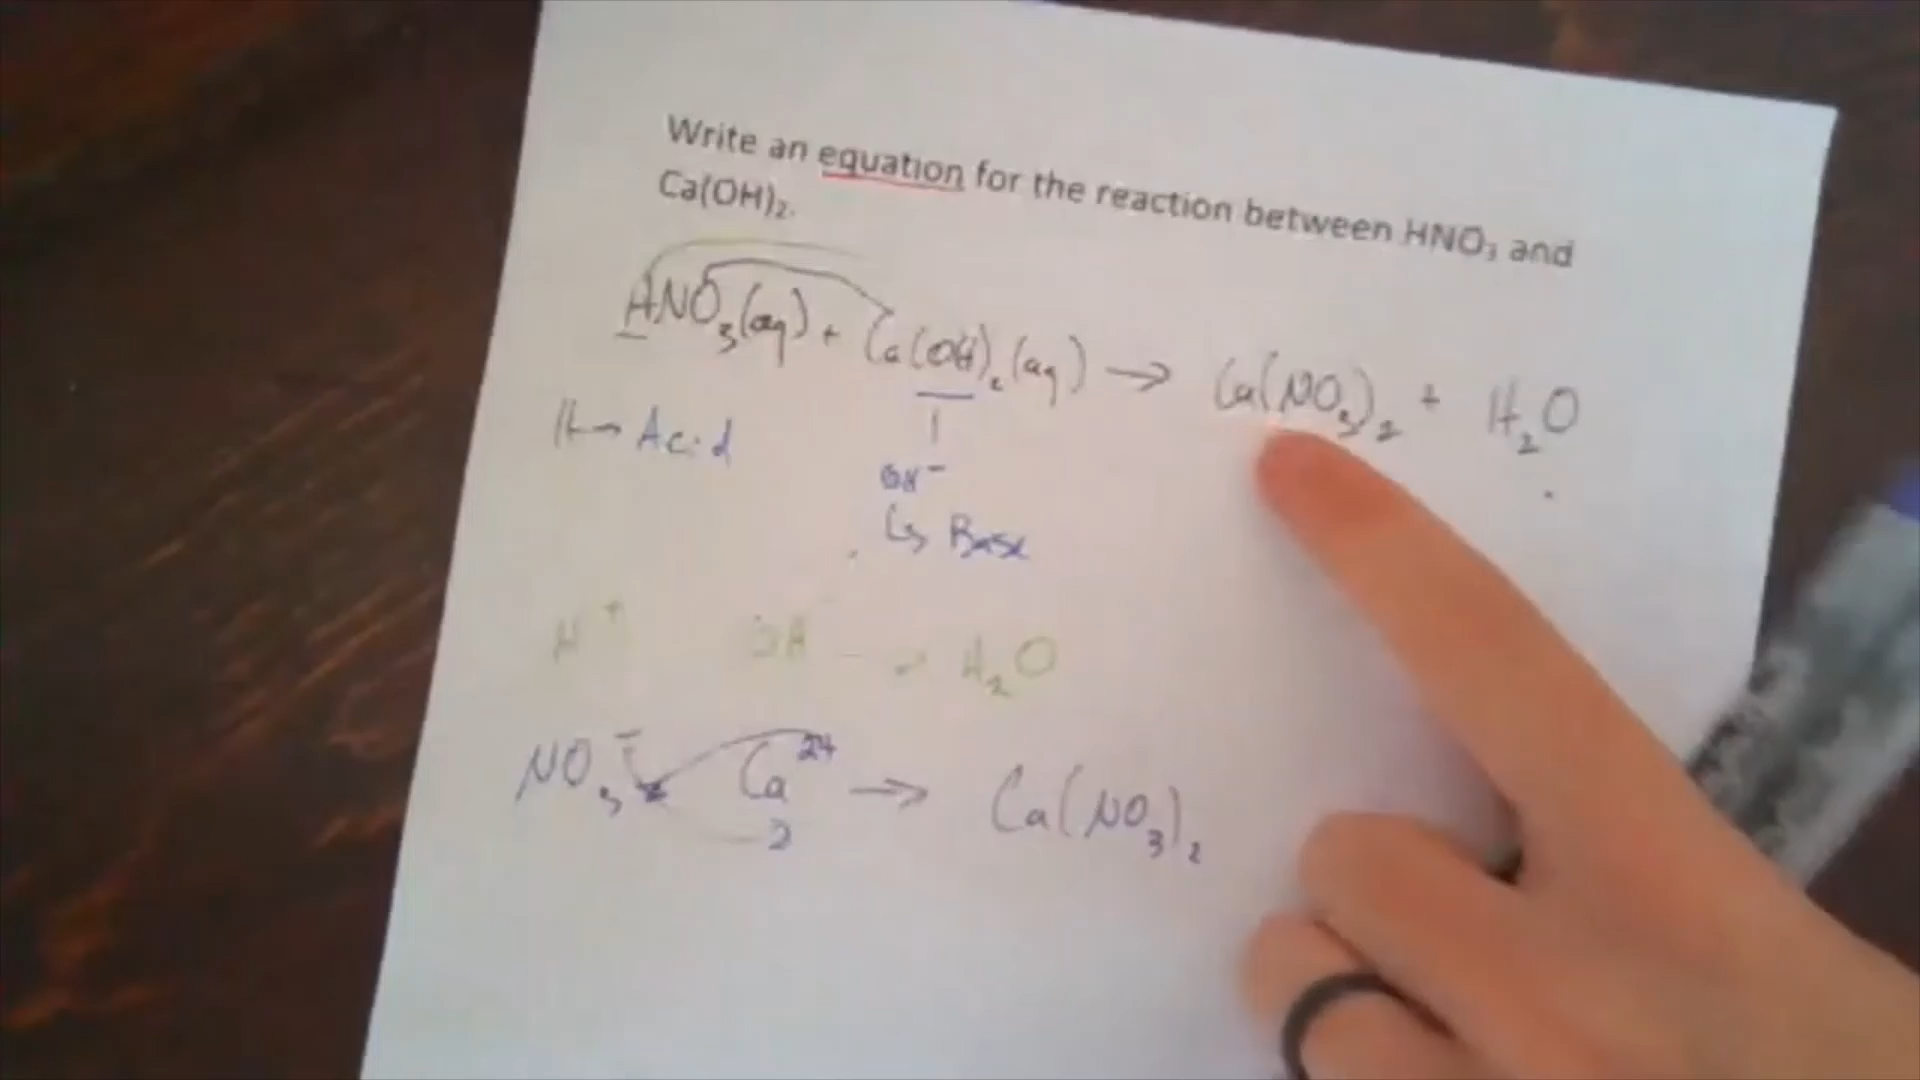 Write an equation for the reaction between HNO₃ and
Ca(OH)₂.
HNO₃(aq) + Ca(OH)₂(aq) → Ca(NO₃)₂ + H₂O
H → Acid
OH⁻
↳ Base
H⁺ OH⁻ → H₂O
NO₃⁻ Ca²⁺ → Ca(NO₃)₂
2